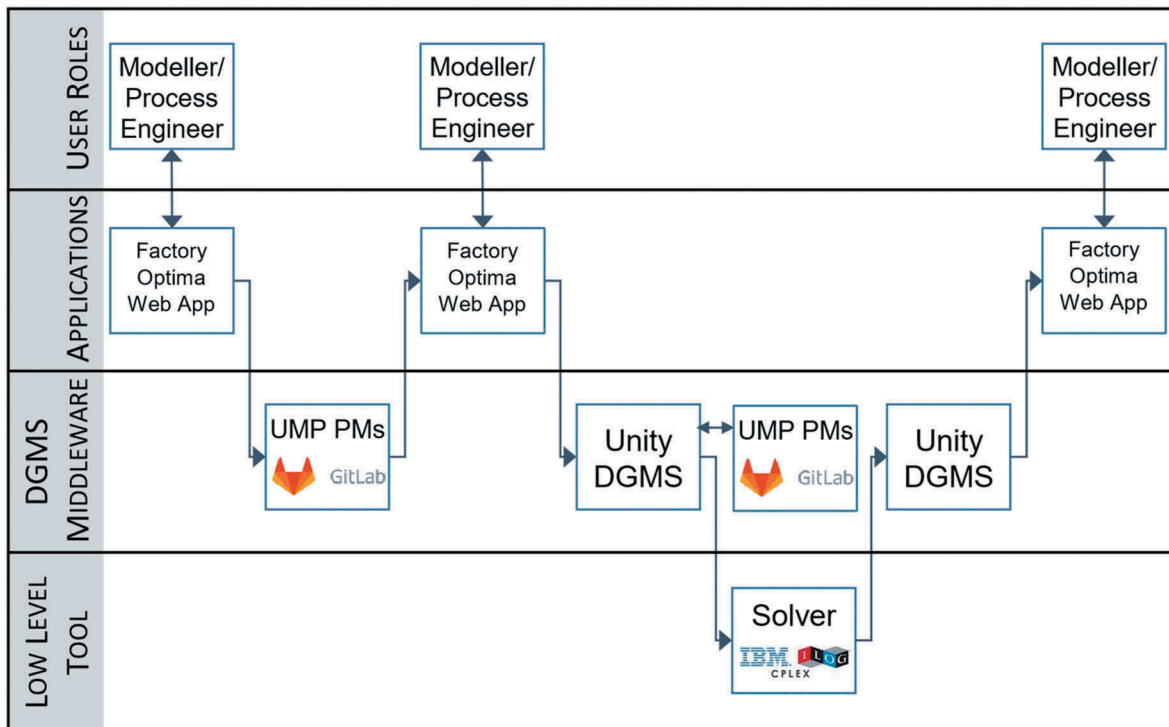 USER ROLES
Modeller/
Process
Engineer
Modeller/
Process
Engineer
Modeller/
Process
Engineer
APPLICATIONS
Factory
Optima
Web App
Factory
Optima
Web App
Factory
Optima
Web App
DGMS
MIDDLEWARE
UMP PMs
GitLab
Unity
DGMS
UMP PMs
GitLab
Unity
DGMS
LOW LEVEL
TOOL
Solver
IBM. ILOG
CPLEX